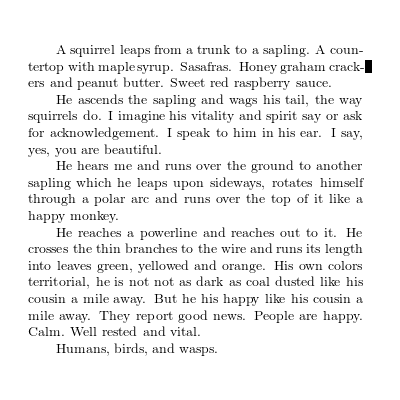 A squirrel leaps from a trunk to a sapling. A coun-
tertop with maple syrup. Sasafras. Honey graham crack-
ers and peanut butter. Sweet red raspberry sauce.
He ascends the sapling and wags his tail, the way
squirrels do. I imagine his vitality and spirit say or ask
for acknowledgement. I speak to him in his ear. I say,
yes, you are beautiful.
He hears me and runs over the ground to another
sapling which he leaps upon sideways, rotates himself
through a polar arc and runs over the top of it like a
happy monkey.
He reaches a powerline and reaches out to it. He
crosses the thin branches to the wire and runs its length
into leaves green, yellowed and orange. His own colors
territorial, he is not not as dark as coal dusted like his
cousin a mile away. But he his happy like his cousin a
mile away. They report good news. People are happy.
Calm. Well rested and vital.
Humans, birds, and wasps.